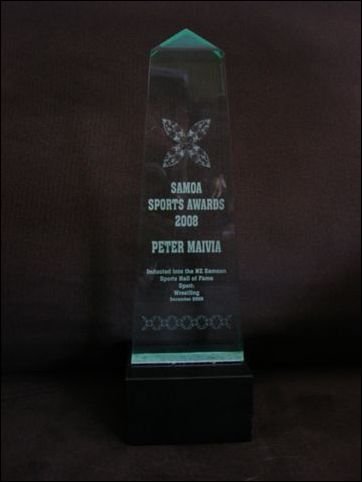 SAMOA
SPORTS AWARDS
2008
PETER MAIVIA
Inducted into the NZ Samoan
Sports Hall of Fame
Sport:
Wrestling
December 2008